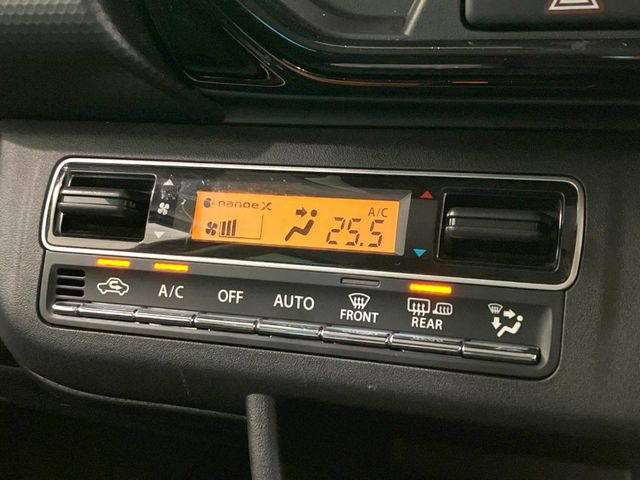 nanoe X
A/C
25.5
A/C
OFF
AUTO
FRONT
REAR